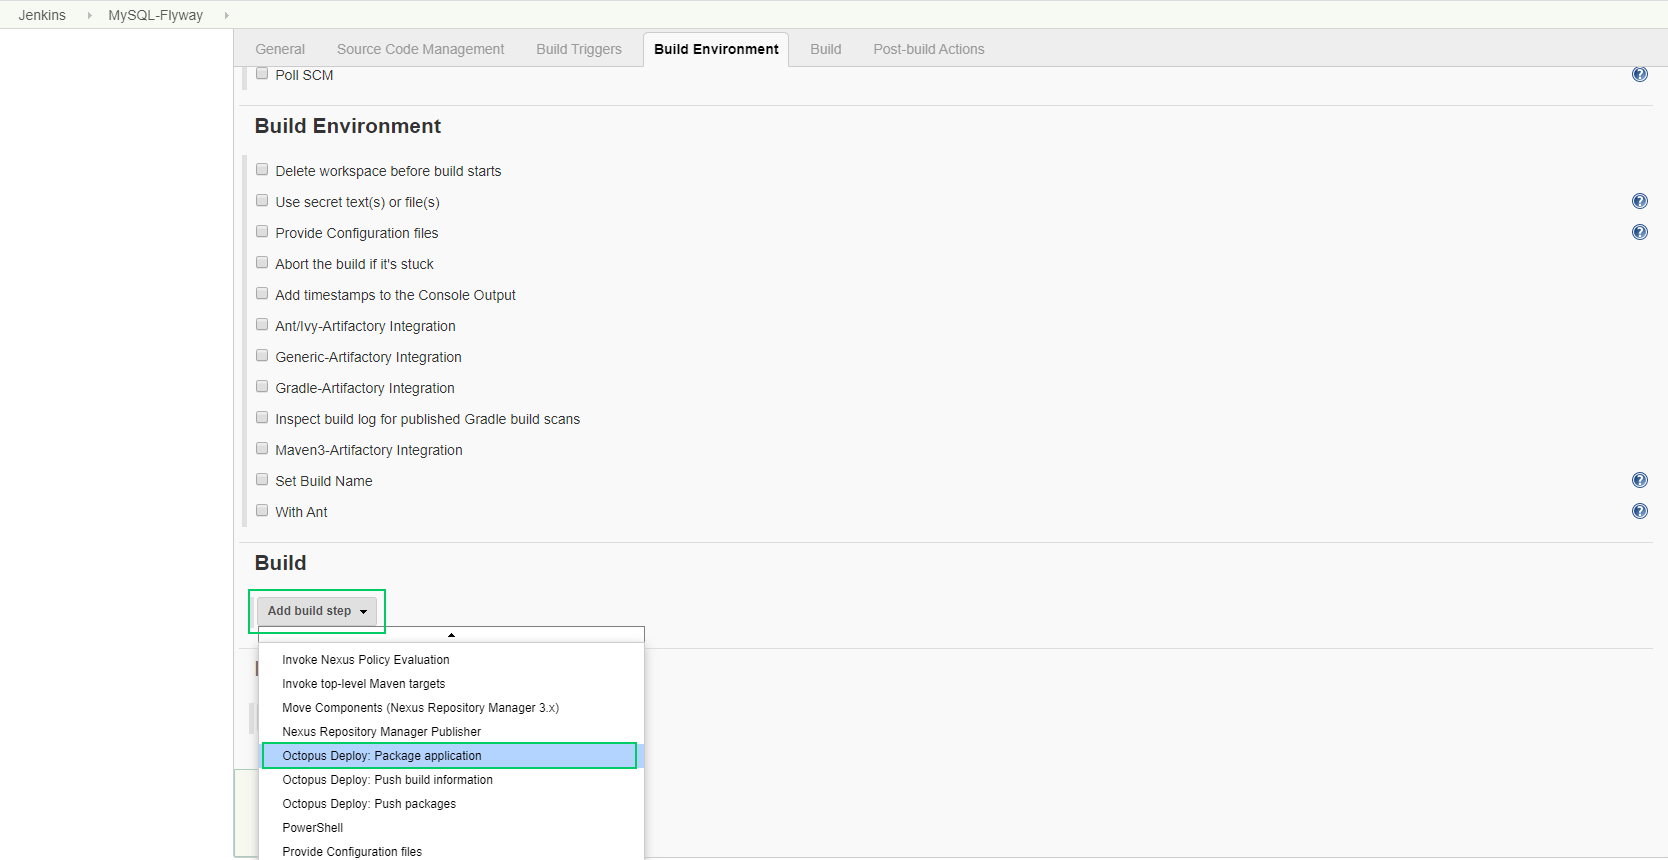 Jenkins MySQL-Flyway
General Source Code Management Build Triggers Build Environment Build Post-build Actions
Poll SCM
Build Environment
Delete workspace before build starts
Use secret text(s) or file(s)
Provide Configuration files
Abort the build if it's stuck
Add timestamps to the Console Output
Ant/Ivy-Artifactory Integration
Generic-Artifactory Integration
Gradle-Artifactory Integration
Inspect build log for published Gradle build scans
Maven3-Artifactory Integration
Set Build Name
With Ant
Build
Add build step
Invoke Nexus Policy Evaluation
Invoke top-level Maven targets
Move Components (Nexus Repository Manager 3.x)
Nexus Repository Manager Publisher
Octopus Deploy: Package application
Octopus Deploy: Push build information
Octopus Deploy: Push packages
PowerShell
Provide Configuration files